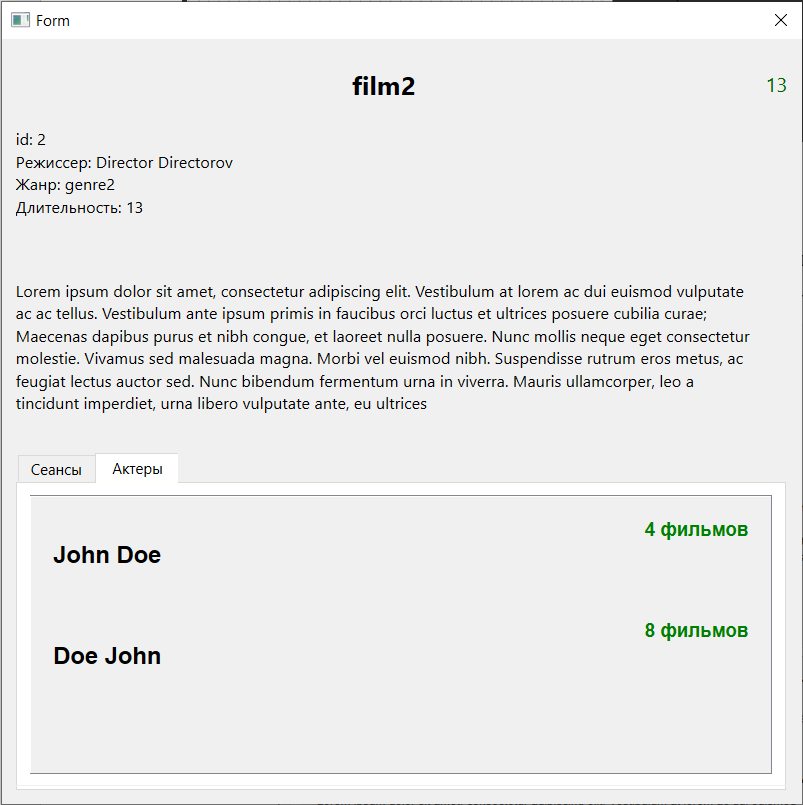 Form
film2
13
id: 2
Режиссер: Director Directorov
Жанр: genre2
Длительность: 13
Lorem ipsum dolor sit amet, consectetur adipiscing elit. Vestibulum at lorem ac dui euismod vulputate
ac ac tellus. Vestibulum ante ipsum primis in faucibus orci luctus et ultrices posuere cubilia curae;
Maecenas dapibus purus et nibh congue, et laoreet nulla posuere. Nunc mollis neque eget consectetur
molestie. Vivamus sed malesuada magna. Morbi vel euismod nibh. Suspendisse rutrum eros metus, ac
feugiat lectus auctor sed. Nunc bibendum fermentum urna in viverra. Mauris ullamcorper, leo a
tincidunt imperdiet, urna libero vulputate ante, eu ultrices
Сеансы Актеры
4 фильмов
John Doe
8 фильмов
Doe John